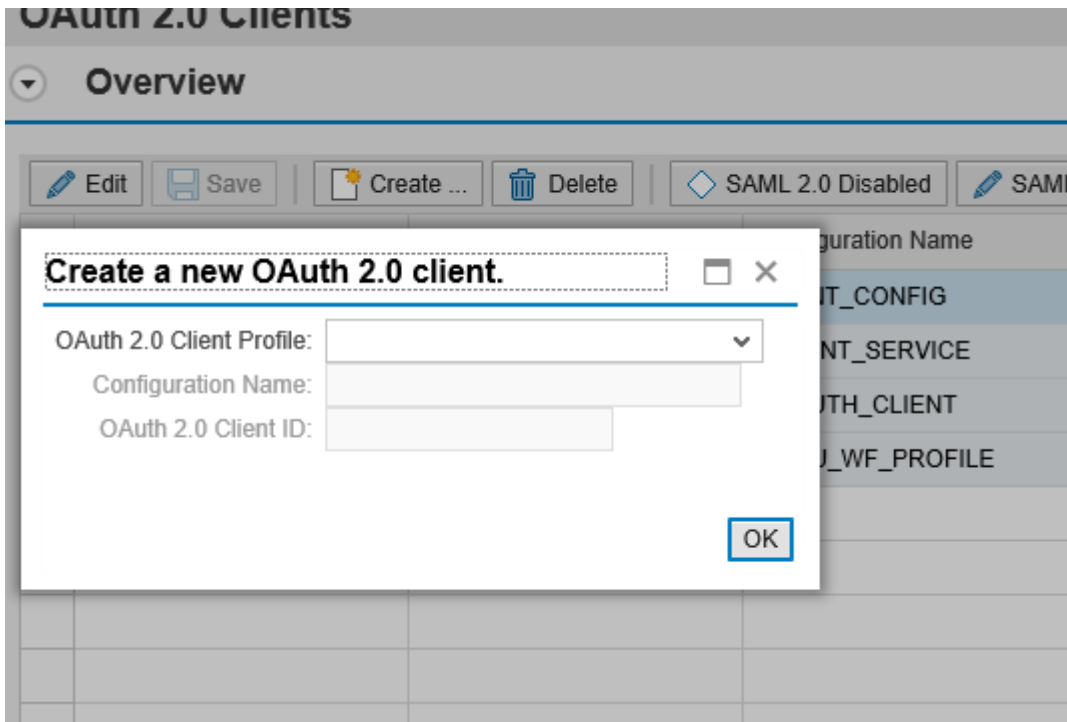 OAuth 2.0 Clients
Overview
Edit Save Create ... Delete SAML 2.0 Disabled SAML
guration Name
Create a new OAuth 2.0 client.
NT_CONFIG
OAuth 2.0 Client Profile:
NT_SERVICE
Configuration Name:
UTH_CLIENT
OAuth 2.0 Client ID:
_WF_PROFILE
OK